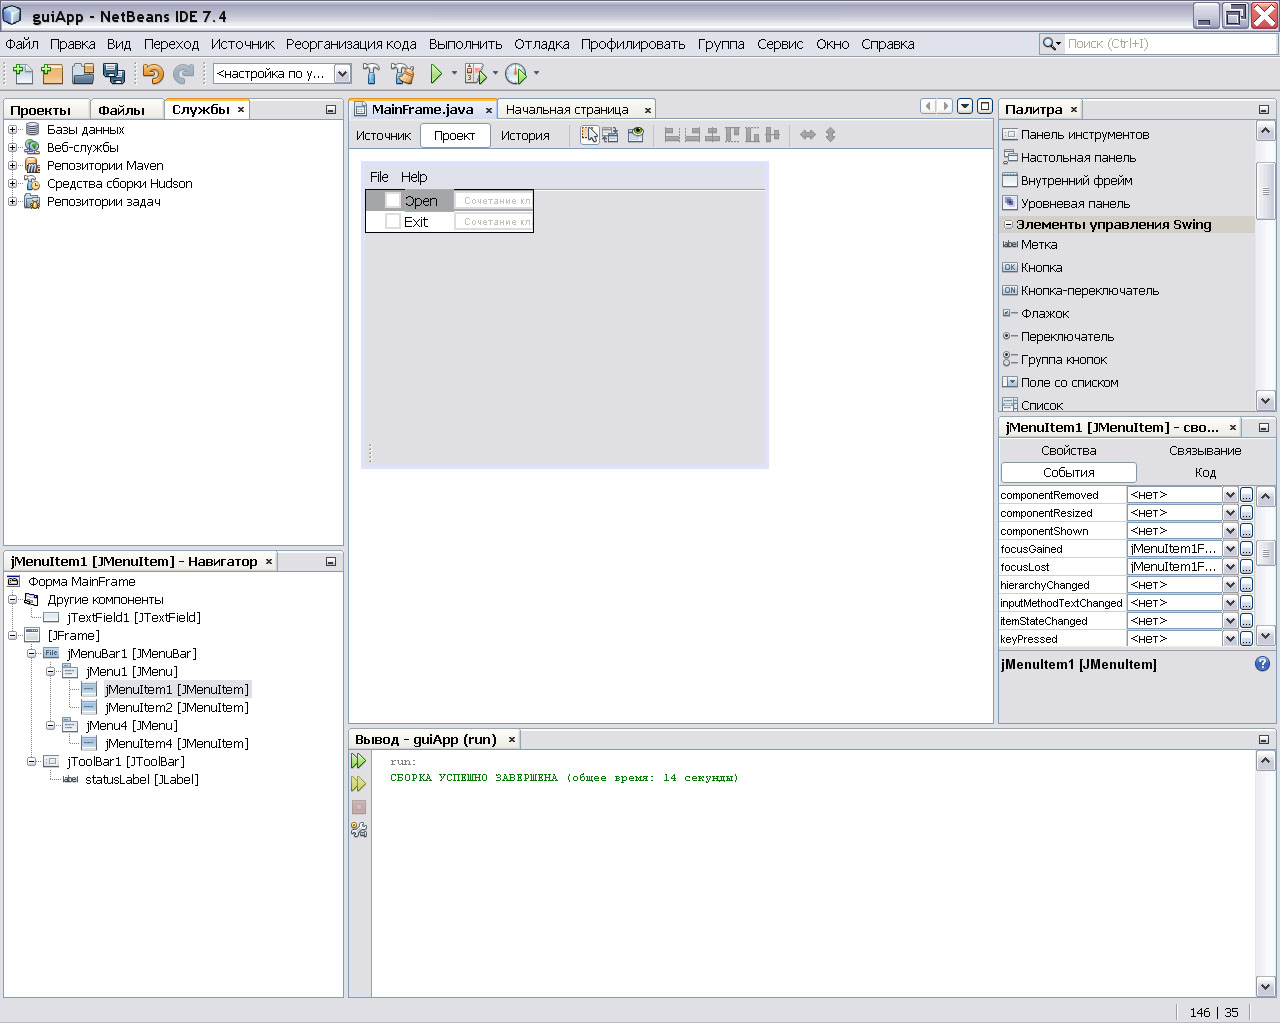 guiApp - NetBeans IDE 7.4
Файл Правка Вид Переход Источник Реорганизация кода Выполнить Отладка Профилировать Группа Сервис Окно Справка
Поиск (Ctrl+I)
<настройка по у...
Проекты Файлы Службы
Базы данных
Веб-службы
Репозитории Maven
Средства сборки Hudson
Репозитории задач
MainFrame.java Начальная страница
Источник Проект История
File Help
Open Сочетание кл
Exit Сочетание кл
Палитра
Панель инструментов
Настольная панель
Внутренний фрейм
Уровневая панель
Элементы управления Swing
label Метка
OK Кнопка
ON Кнопка-переключатель
Флажок
Переключатель
Группа кнопок
Поле со списком
Список
jMenuItem1 [JMenuItem] - сво...
Свойства Связывание
События Код
componentRemoved <нет> ...
componentResized <нет> ...
componentShown <нет> ...
focusGained jMenuItem1F... ...
focusLost jMenuItem1F... ...
hierarchyChanged <нет> ...
inputMethodTextChanged <нет> ...
itemStateChanged <нет> ...
keyPressed <нет> ...
jMenuItem1 [JMenuItem]
jMenuItem1 [JMenuItem] - Навигатор
Форма MainFrame
Другие компоненты
jTextField1 [JTextField]
[JFrame]
File jMenuBar1 [JMenuBar]
jMenu1 [JMenu]
jMenuItem1 [JMenuItem]
jMenuItem2 [JMenuItem]
jMenu4 [JMenu]
jMenuItem4 [JMenuItem]
jToolBar1 [JToolBar]
label statusLabel [JLabel]
Вывод - guiApp (run)
run:
СБОРКА УСПЕШНО ЗАВЕРШЕНА (общее время: 14 секунды)
146 | 35